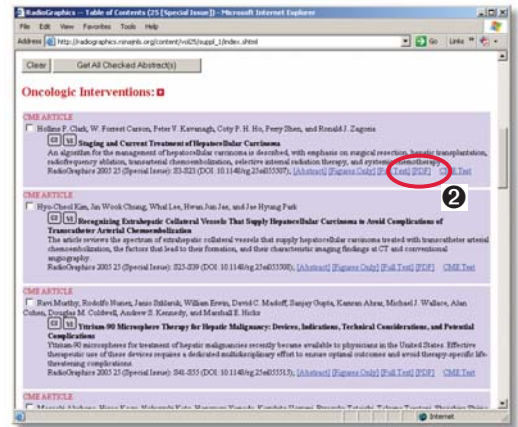 RadioGraphics -- Table of Contents (25 [Special Issue]) - Microsoft Internet Explorer
File Edit View Favorites Tools Help
Address http://radiographics.rsnajnls.org/content/vol25/suppl_1/index.shtml Go Links
Clear Get All Checked Abstract(s)
Oncologic Interventions:
CME ARTICLE
Hollins P. Clark, W. Forrest Carson, Peter V. Kavanagh, Coty P. H. Ho, Perry Shen, and Ronald J. Zagoria
Staging and Current Treatment of Hepatocellular Carcinoma
An algorithm for the management of hepatocellular carcinoma is described, with emphasis on surgical resection, hepatic transplantation,
radiofrequency ablation, transarterial chemoembolization, selective internal radiation therapy, and systemic chemotherapy.
RadioGraphics 2005 25 (Special Issue): S3-S23 (DOI: 10.1148/rg.25si055507); [Abstract] [Figures Only] [Full Text] [PDF] CME Test
2
CME ARTICLE
Hyo-Cheol Kim, Jin Wook Chung, Whal Lee, Hwan Jun Jae, and Jae Hyung Park
Recognizing Extrahepatic Collateral Vessels That Supply Hepatocellular Carcinoma to Avoid Complications of
Transcatheter Arterial Chemoembolization
The article reviews the spectrum of extrahepatic collateral vessels that supply hepatocellular carcinoma treated with transcatheter arterial
chemoembolization, the factors that lead to their formation, and their characteristic imaging findings at CT and conventional
angiography.
RadioGraphics 2005 25 (Special Issue): S25-S39 (DOI: 10.1148/rg.25si055508); [Abstract] [Figures Only] [Full Text] [PDF] CME Test
CME ARTICLE
Ravi Murthy, Rodolfo Nunez, Janio Szklaruk, William Erwin, David C. Madoff, Sanjay Gupta, Kamran Ahrar, Michael J. Wallace, Alan
Cohen, Douglas M. Coldwell, Andrew S. Kennedy, and Marshall E. Hicks
Yttrium-90 Microsphere Therapy for Hepatic Malignancy: Devices, Indications, Technical Considerations, and Potential
Complications
Yttrium-90 microspheres for treatment of hepatic malignancies recently became available to physicians in the United States. Effective
therapeutic use of these devices requires a dedicated multidisciplinary effort to ensure optimal outcomes and avoid therapy-specific life-
threatening complications.
RadioGraphics 2005 25 (Special Issue): S41-S55 (DOI: 10.1148/rg.25si055515); [Abstract] [Figures Only] [Full Text] [PDF] CME Test
CME ARTICLE
Internet